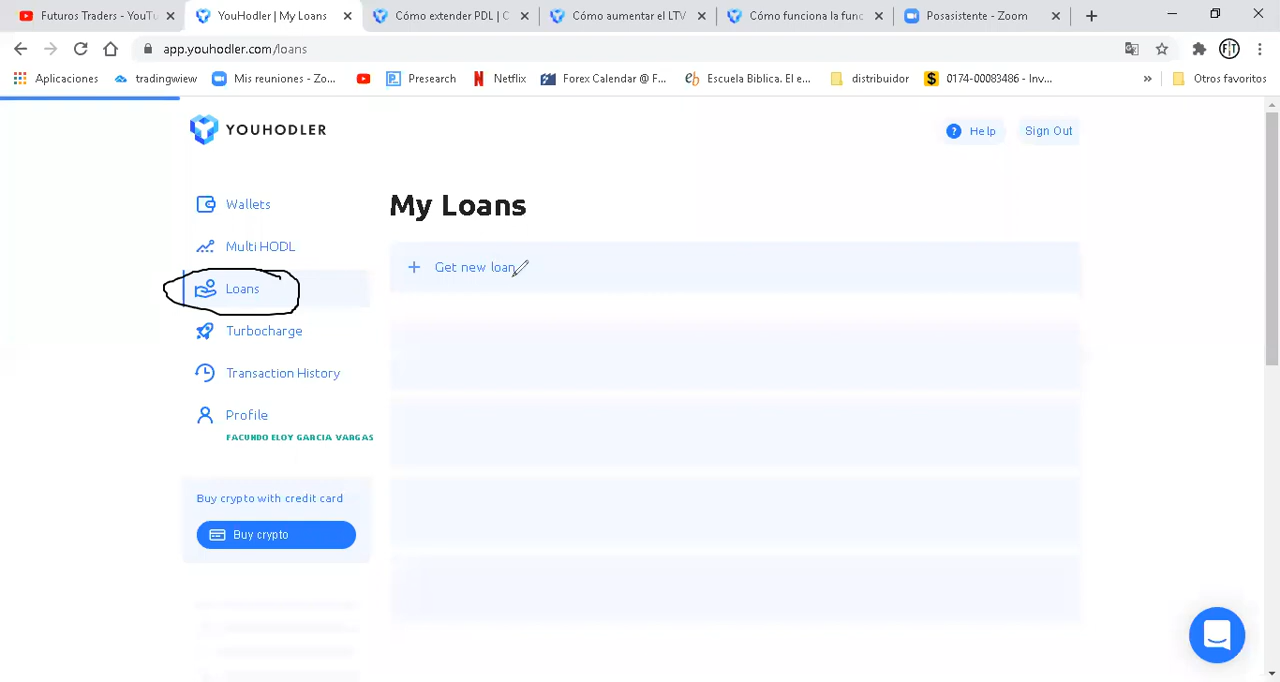 Futuros Traders - YouTu
YouHodler | My Loans
Cómo extender PDL | C
Cómo aumentar el LTV
Cómo funciona la func
Posasistente - Zoom
app.youhodler.com/loans
F|T
Aplicaciones
tradingwiew
Mis reuniones - Zo...
Presearch
Netflix
Forex Calendar @ F...
Escuela Biblica. El e...
distribuidor
0174-00083486 - Inv...
»
Otros favoritos
YOUHODLER
? Help
Sign Out
Wallets
My Loans
Multi HODL
+ Get new loan
Loans
Turbocharge
Transaction History
Profile
FACUNDO ELOY GARCIA VARGAS
Buy crypto with credit card
Buy crypto